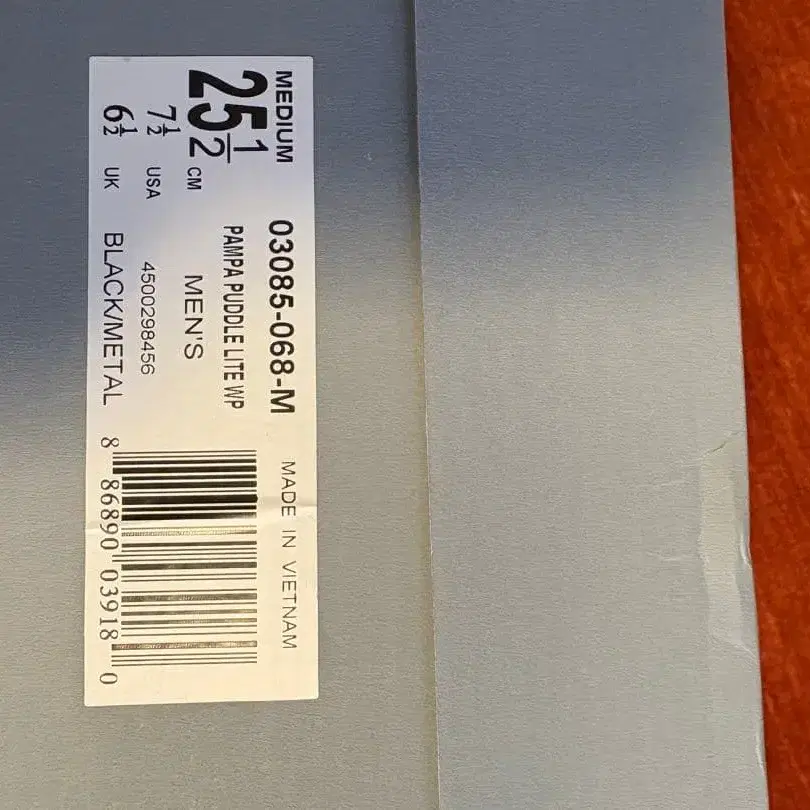 MEDIUM
25 1/2 CM
7 1/2 USA
6 1/2 UK
03085-068-M
PAMPA PUDDLE LITE WP
MEN'S
4500298456
BLACK/METAL
MADE IN VIETNAM
8 86890 03918 0